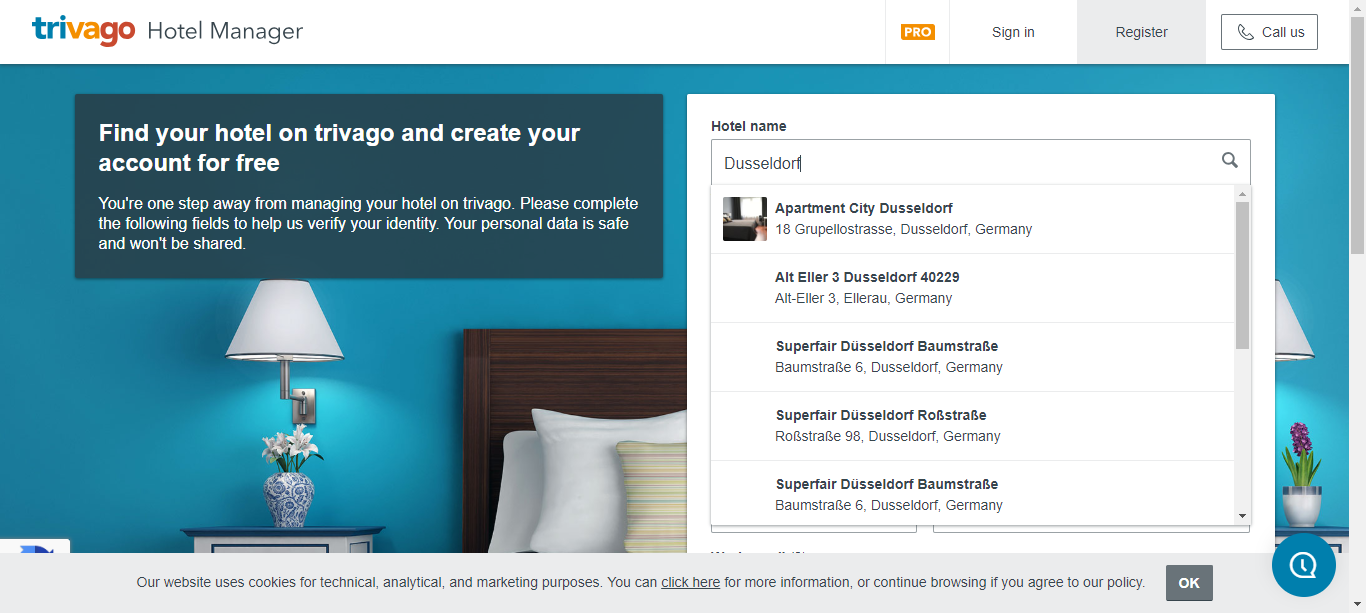 trivago Hotel Manager
PRO
Sign in
Register
Call us
Find your hotel on trivago and create your
account for free
You're one step away from managing your hotel on trivago. Please complete
the following fields to help us verify your identity. Your personal data is safe
and won't be shared.
Hotel name
Dusseldorf
Apartment City Dusseldorf
18 Grupellostrasse, Dusseldorf, Germany
Alt Eller 3 Dusseldorf 40229
Alt-Eller 3, Ellerau, Germany
Superfair Düsseldorf Baumstraße
Baumstraße 6, Dusseldorf, Germany
Superfair Düsseldorf Roßstraße
Roßstraße 98, Dusseldorf, Germany
Superfair Düsseldorf Baumstraße
Baumstraße 6, Dusseldorf, Germany
Our website uses cookies for technical, analytical, and marketing purposes. You can click here for more information, or continue browsing if you agree to our policy.
OK